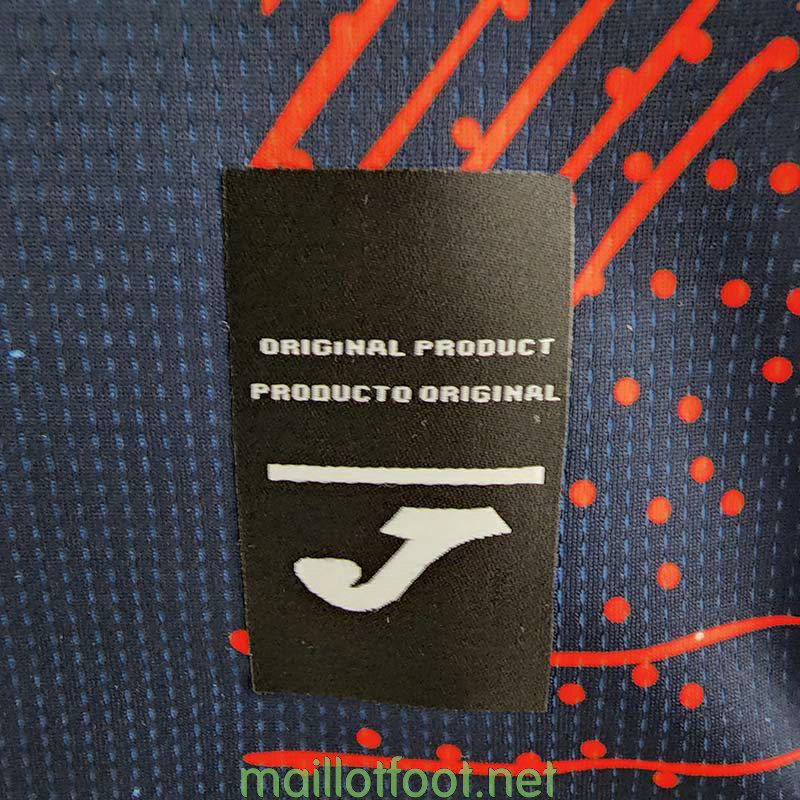 ORIGINAL PRODUCT
PRODUCTO ORIGINAL
J
maillotfoot.net